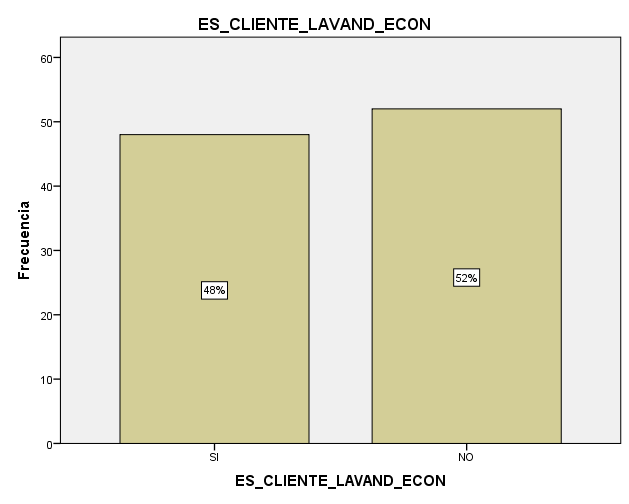 ES_CLIENTE_LAVAND_ECON
60
50
40
30
20
10
0
Frecuencia
48%
52%
SI
NO
ES_CLIENTE_LAVAND_ECON